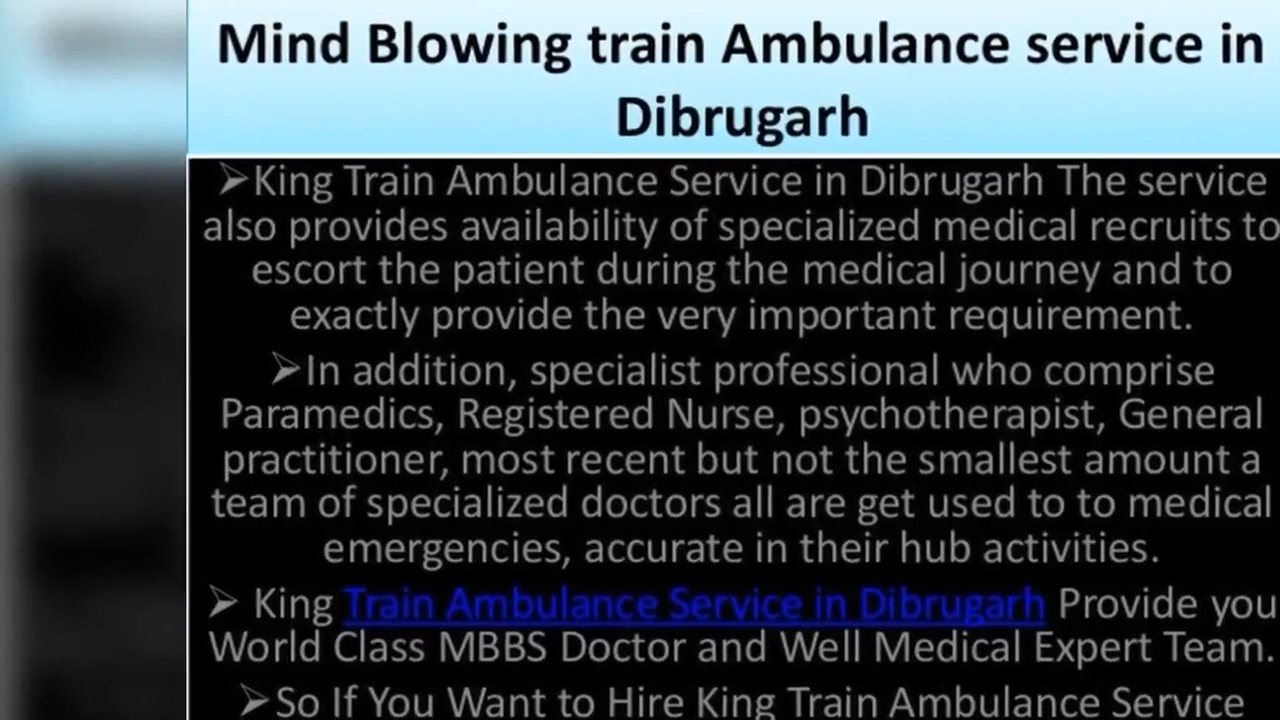 Mind Blowing train Ambulance service in
Dibrugarh
➢King Train Ambulance Service in Dibrugarh The service
also provides availability of specialized medical recruits to
escort the patient during the medical journey and to
exactly provide the very important requirement.
➢In addition, specialist professional who comprise
Paramedics, Registered Nurse, psychotherapist, General
practitioner, most recent but not the smallest amount a
team of specialized doctors all are get used to to medical
emergencies, accurate in their hub activities.
➢ King Train Ambulance Service in Dibrugarh Provide you
World Class MBBS Doctor and Well Medical Expert Team.
➢So If You Want to Hire King Train Ambulance Service